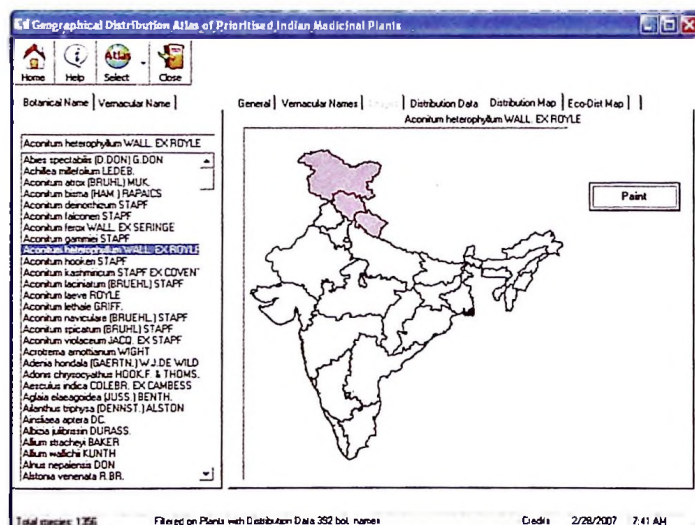 Geographical Distribution Atlas of Prioritised Indian Medicinal Plants
Home Help Atlas Select Close
Botanical Name Vernacular Name
General Vernacular Names Images Distribution Data Distribution Map Eco-Dist Map
Aconitum heterophyllum WALL. EX ROYLE
Aconitum heterophyllum WALL. EX ROYLE
Paint
Abies spectabilis (D.DON) G.DON
Achillea millefolium LEDEB.
Aconitum atrox (BRUHL) MUK.
Aconitum bisma (HAM.) RAPAICS
Aconitum deinorrhizum STAPF
Aconitum falconeri STAPF
Aconitum ferox WALL. EX SERINGE
Aconitum gammiei STAPF
Aconitum heterophyllum WALL. EX ROYLE
Aconitum hookeri STAPF
Aconitum kashmiricum STAPF EX COVENT
Aconitum laciniatum (BRUEHL) STAPF
Aconitum laeve ROYLE
Aconitum lethale GRIFF.
Aconitum naviculare (BRUEHL.) STAPF
Aconitum spicatum (BRUHL) STAPF
Aconitum violaceum JACQ. EX STAPF
Acrotrema arnottianum WIGHT
Adenia hondala (GAERTN.) W.J.DE WILD
Adonis chrysocyathus HOOK.F. & THOMS.
Aesculus indica COLEBR. EX CAMBESS
Aglaia elaeagoidea (JUSS.) BENTH.
Ailanthus triphysa (DENNST.) ALSTON
Ainsliaea aptera DC.
Albizia julibrissin DURASS.
Allium stracheyi BAKER
Allium wallichii KUNTH
Alnus nepalensis DON
Alstonia venenata R.BR.
Total species: 1356 Filtered on Plants with Distribution Data 392 bot. names Credits 2/28/2007 7:41 AM